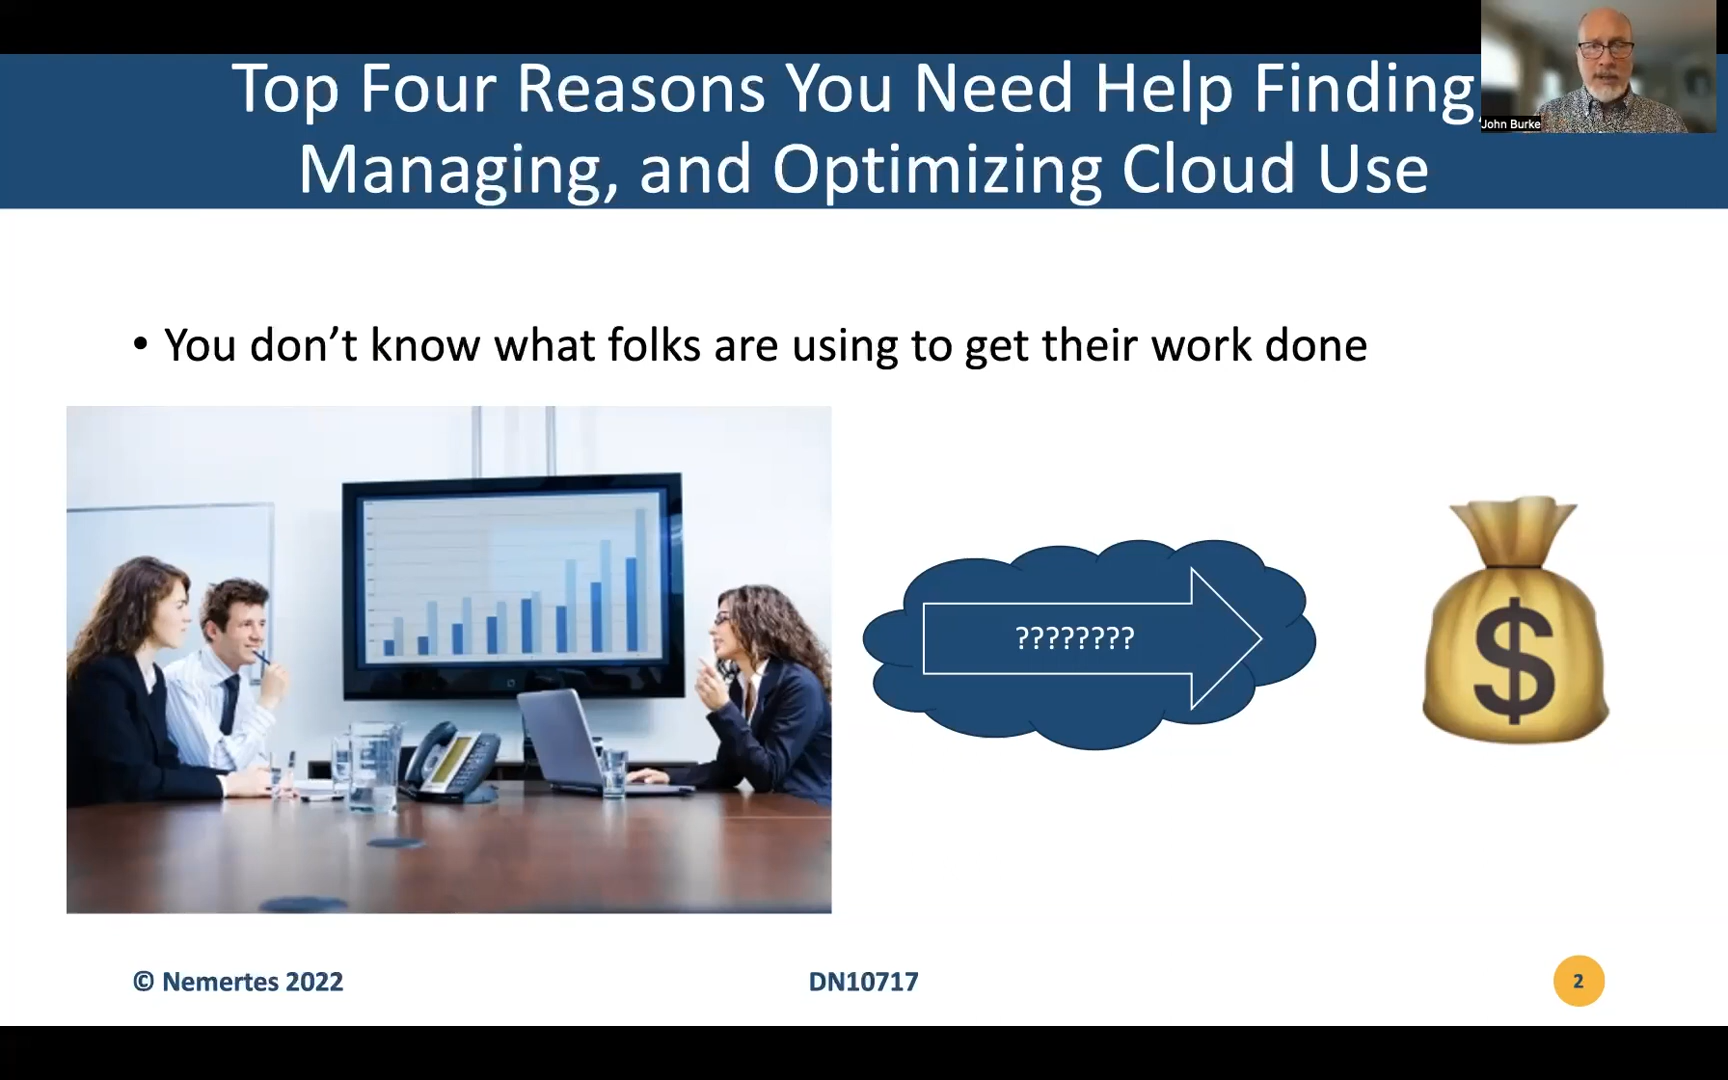 Top Four Reasons You Need Help Finding,
Managing, and Optimizing Cloud Use
John Burke
• You don’t know what folks are using to get their work done
????????
$
© Nemertes 2022
DN10717
2